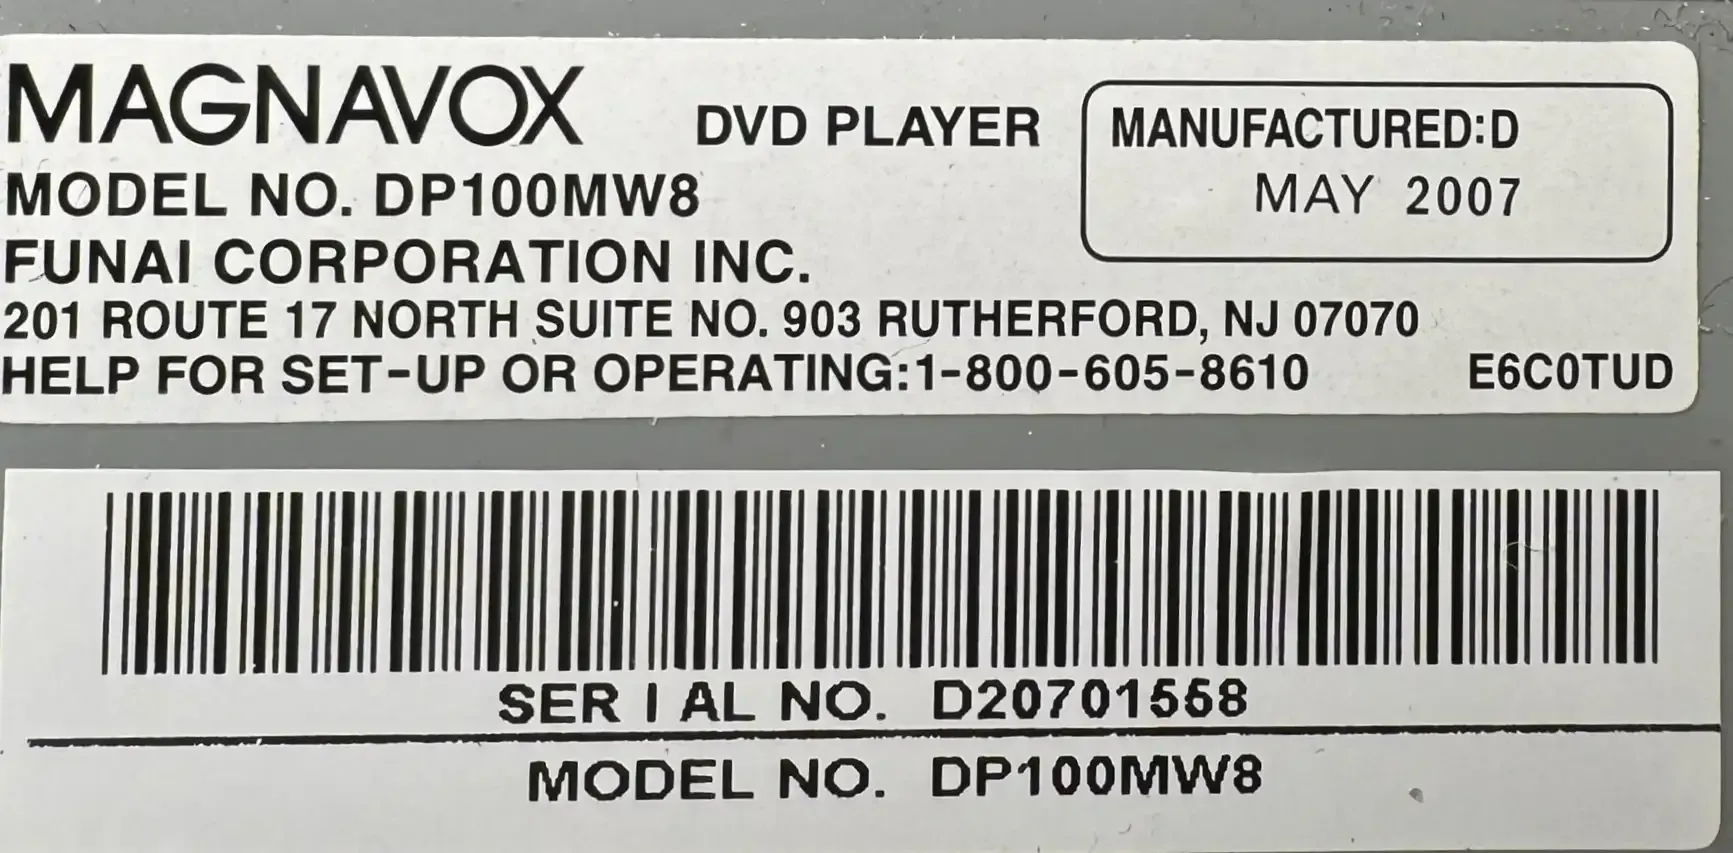 MAGNAVOX DVD PLAYER
MANUFACTURED:D
MAY 2007
MODEL NO. DP100MW8
FUNAI CORPORATION INC.
201 ROUTE 17 NORTH SUITE NO. 903 RUTHERFORD, NJ 07070
HELP FOR SET-UP OR OPERATING:1-800-605-8610 E6C0TUD
SERIAL NO. D20701558
MODEL NO. DP100MW8